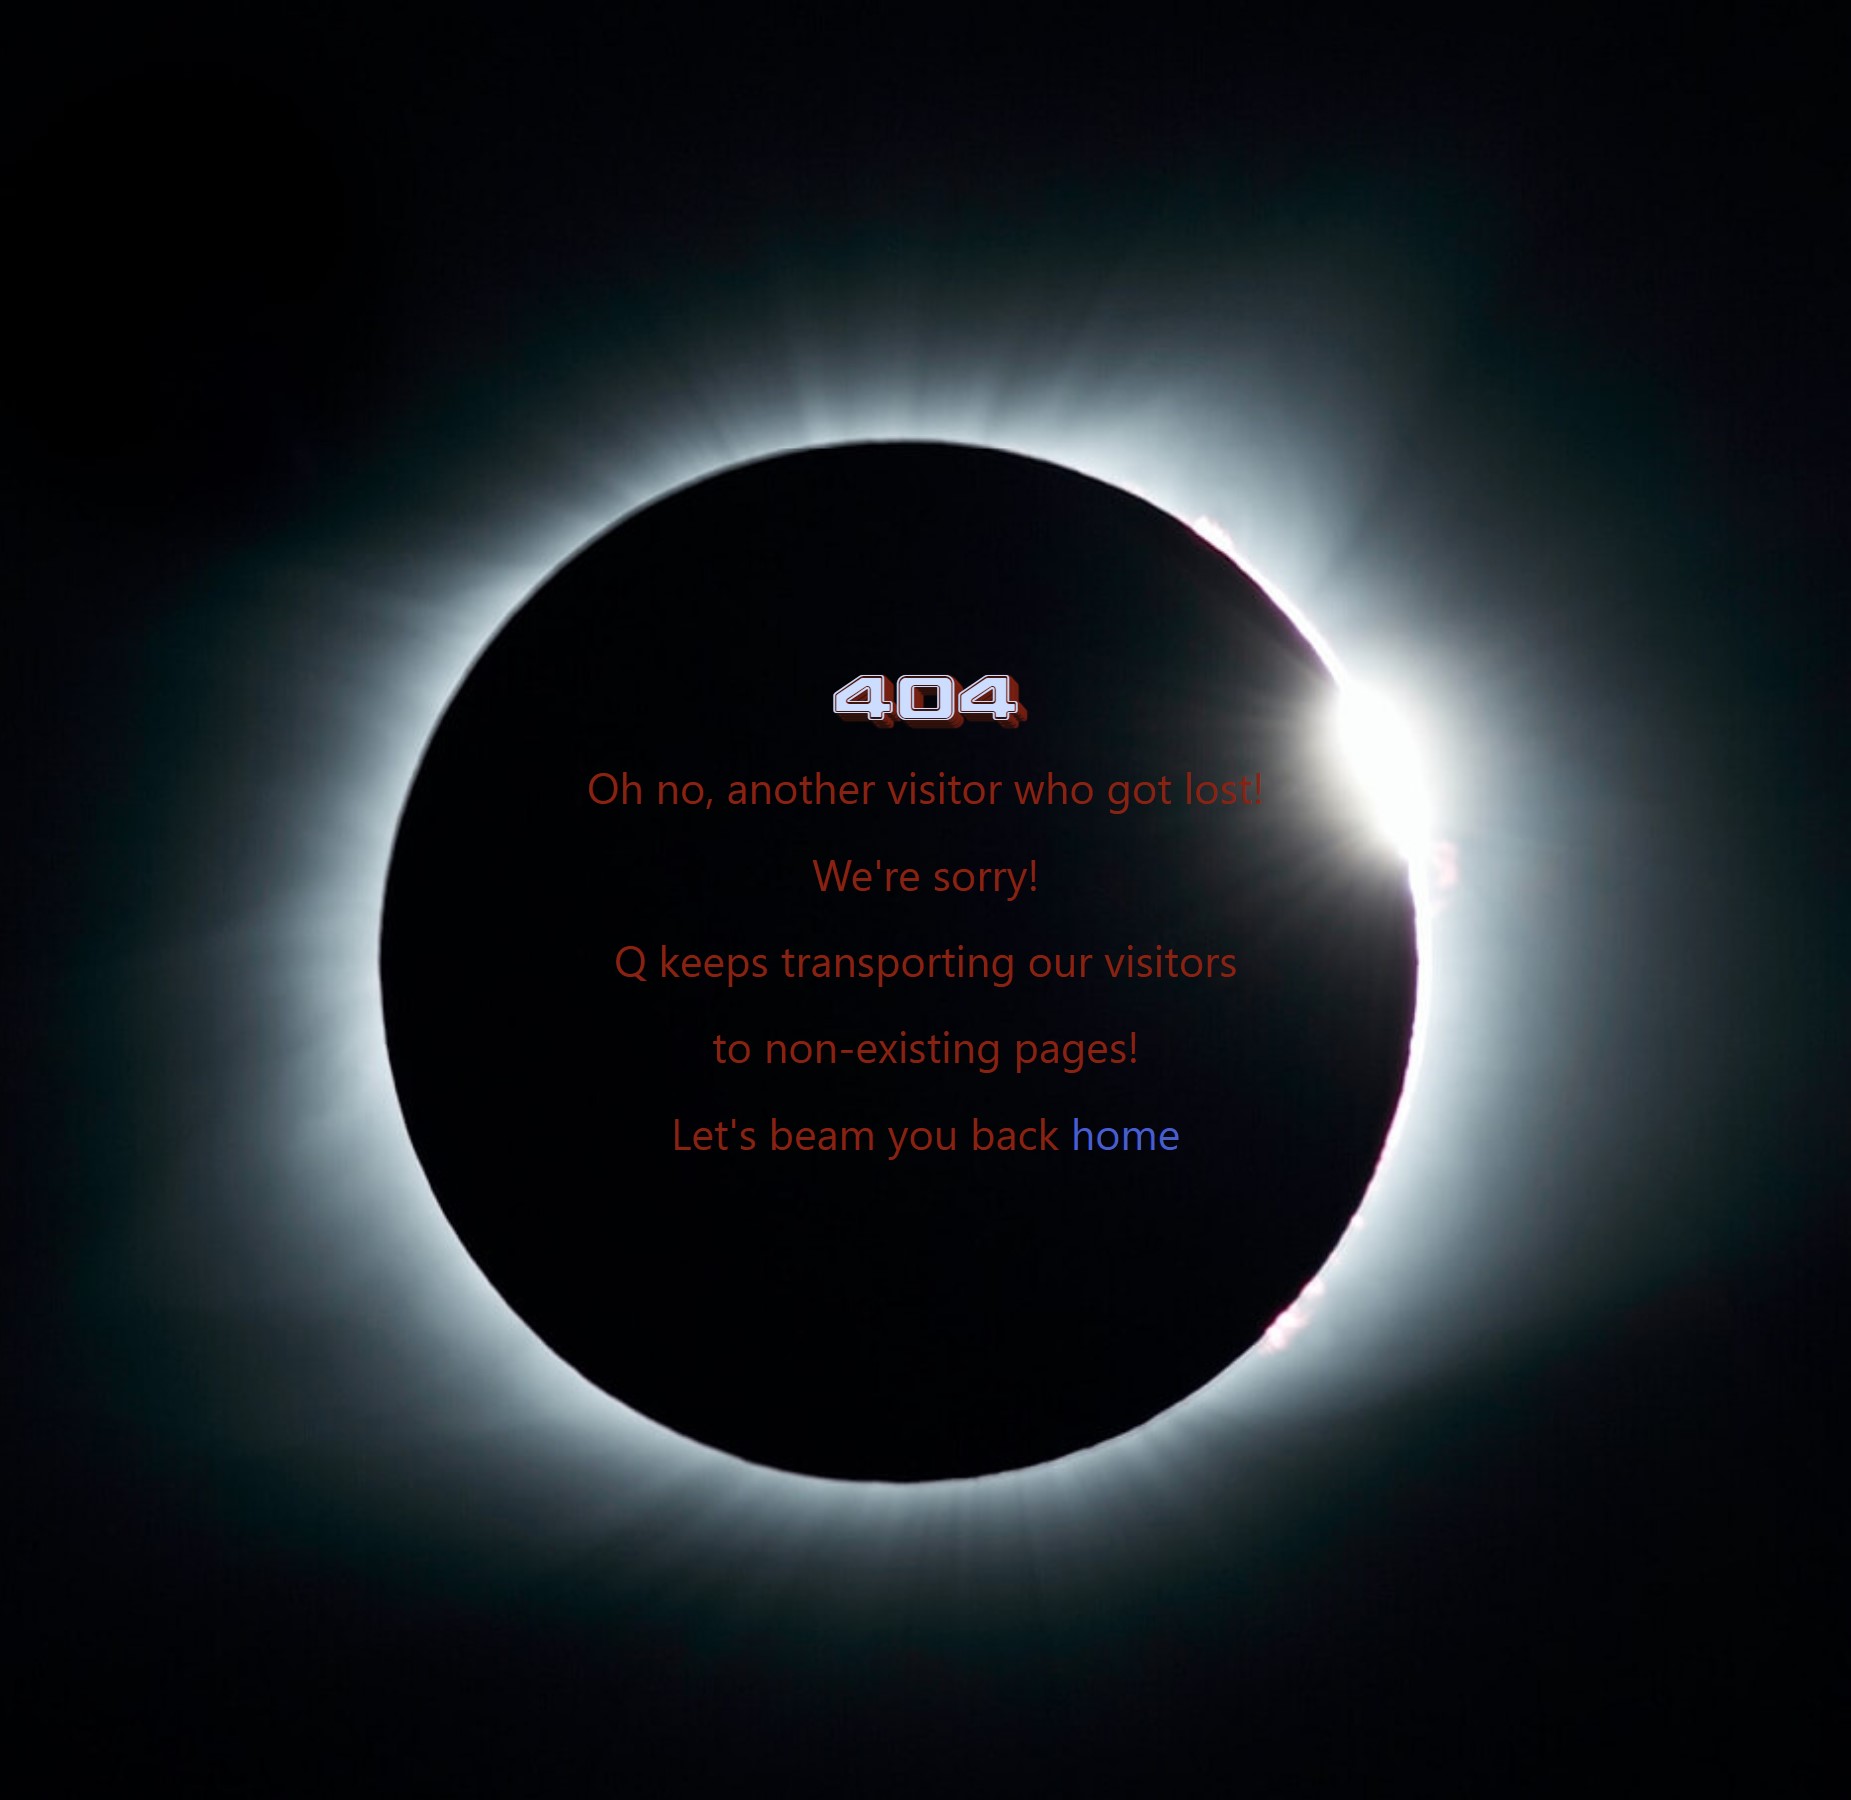 404
Oh no, another visitor who got lost!
We're sorry!
Q keeps transporting our visitors
to non-existing pages!
Let's beam you back home